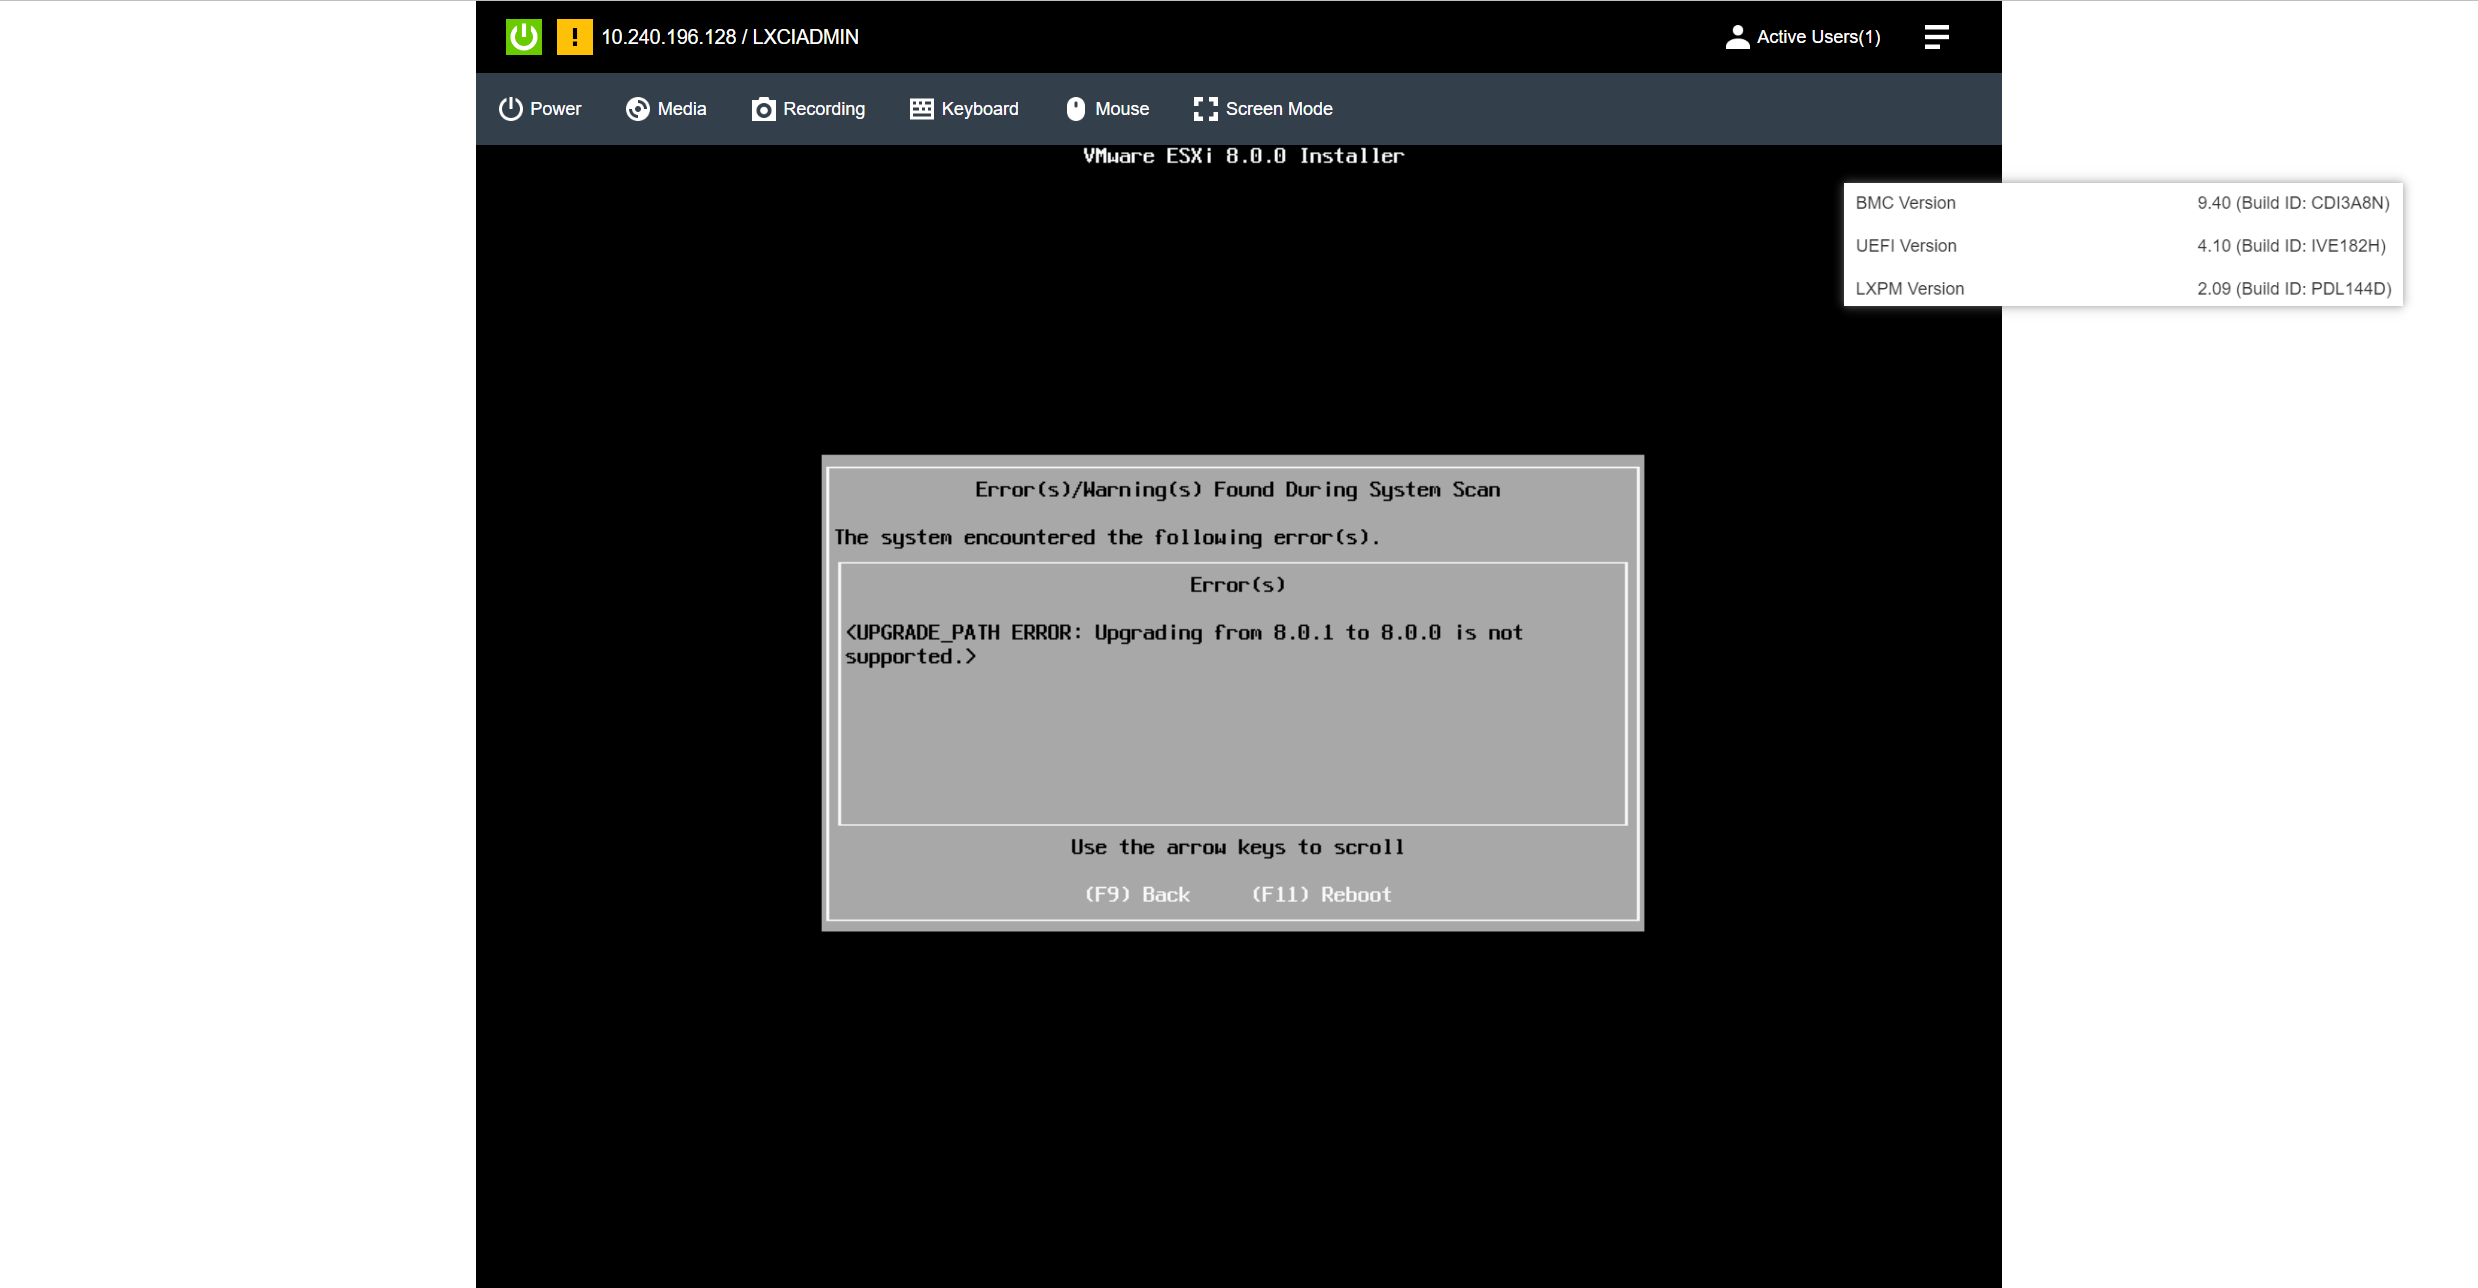 10.240.196.128 / LXCIADMIN
Active Users(1)
Power
Media
Recording
Keyboard
Mouse
Screen Mode
VMware ESXi 8.0.0 Installer
BMC Version 9.40 (Build ID: CDI3A8N)
UEFI Version 4.10 (Build ID: IVE182H)
LXPM Version 2.09 (Build ID: PDL144D)
Error(s)/Warning(s) Found During System Scan
The system encountered the following error(s).
Error(s)
<UPGRADE_PATH ERROR: Upgrading from 8.0.1 to 8.0.0 is not
supported.>
Use the arrow keys to scroll
(F9) Back (F11) Reboot